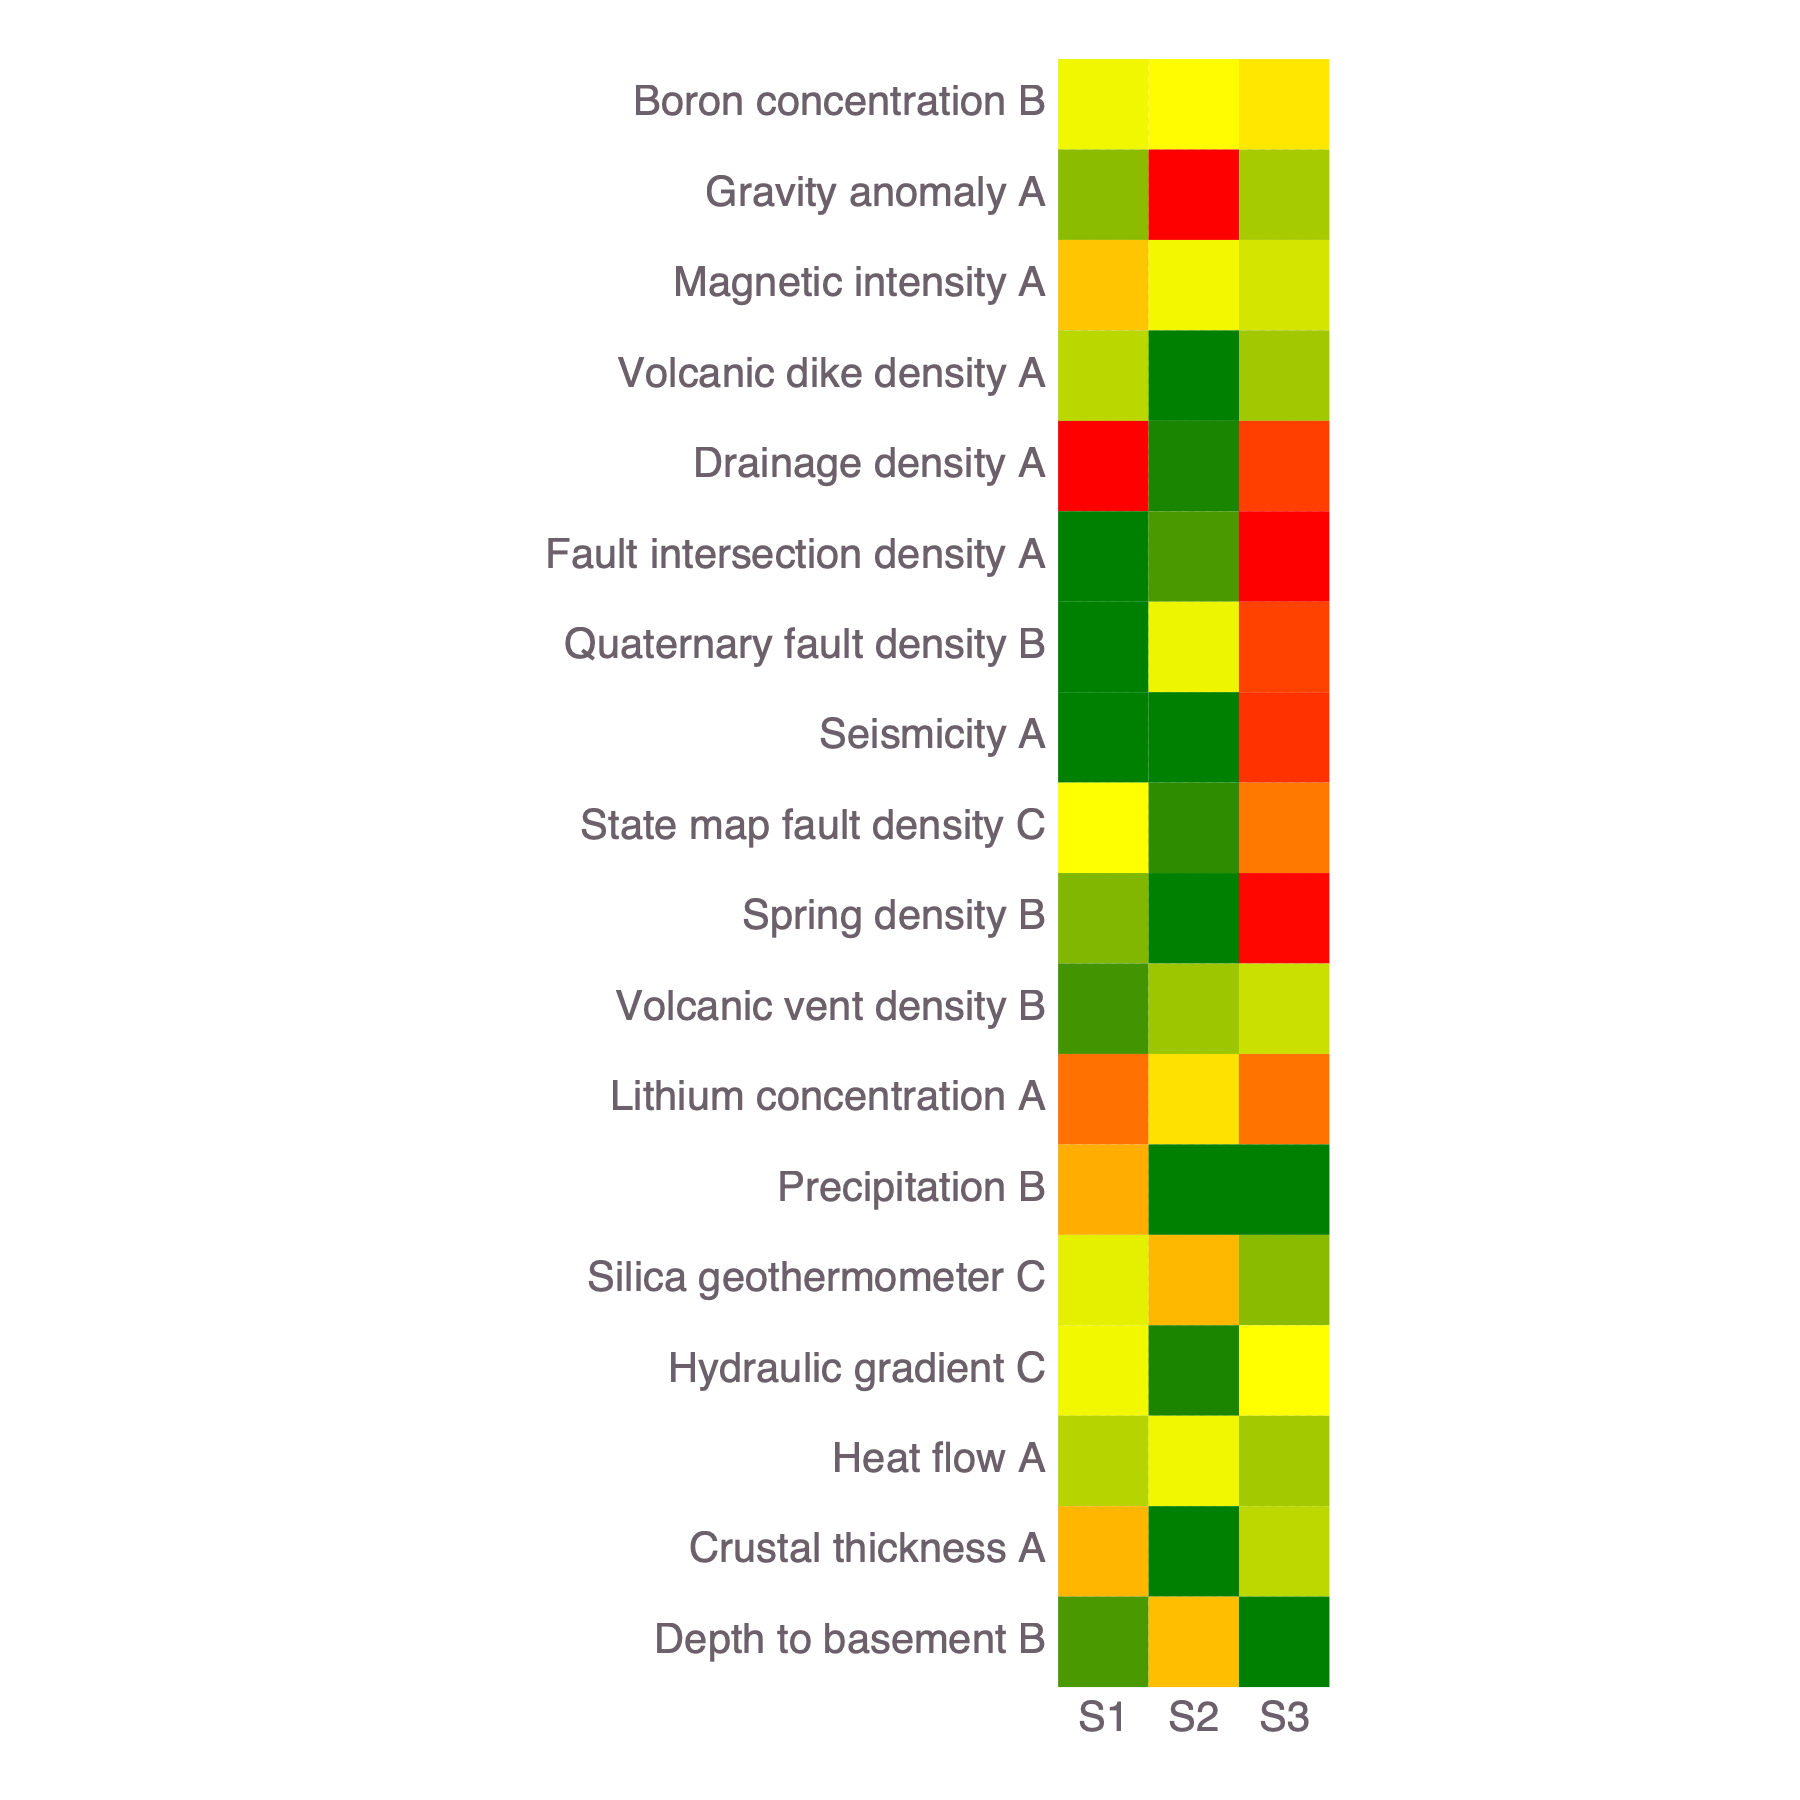 Boron concentration B
Gravity anomaly A
Magnetic intensity A
Volcanic dike density A
Drainage density A
Fault intersection density A
Quaternary fault density B
Seismicity A
State map fault density C
Spring density B
Volcanic vent density B
Lithium concentration A
Precipitation B
Silica geothermometer C
Hydraulic gradient C
Heat flow A
Crustal thickness A
Depth to basement B
S1 S2 S3